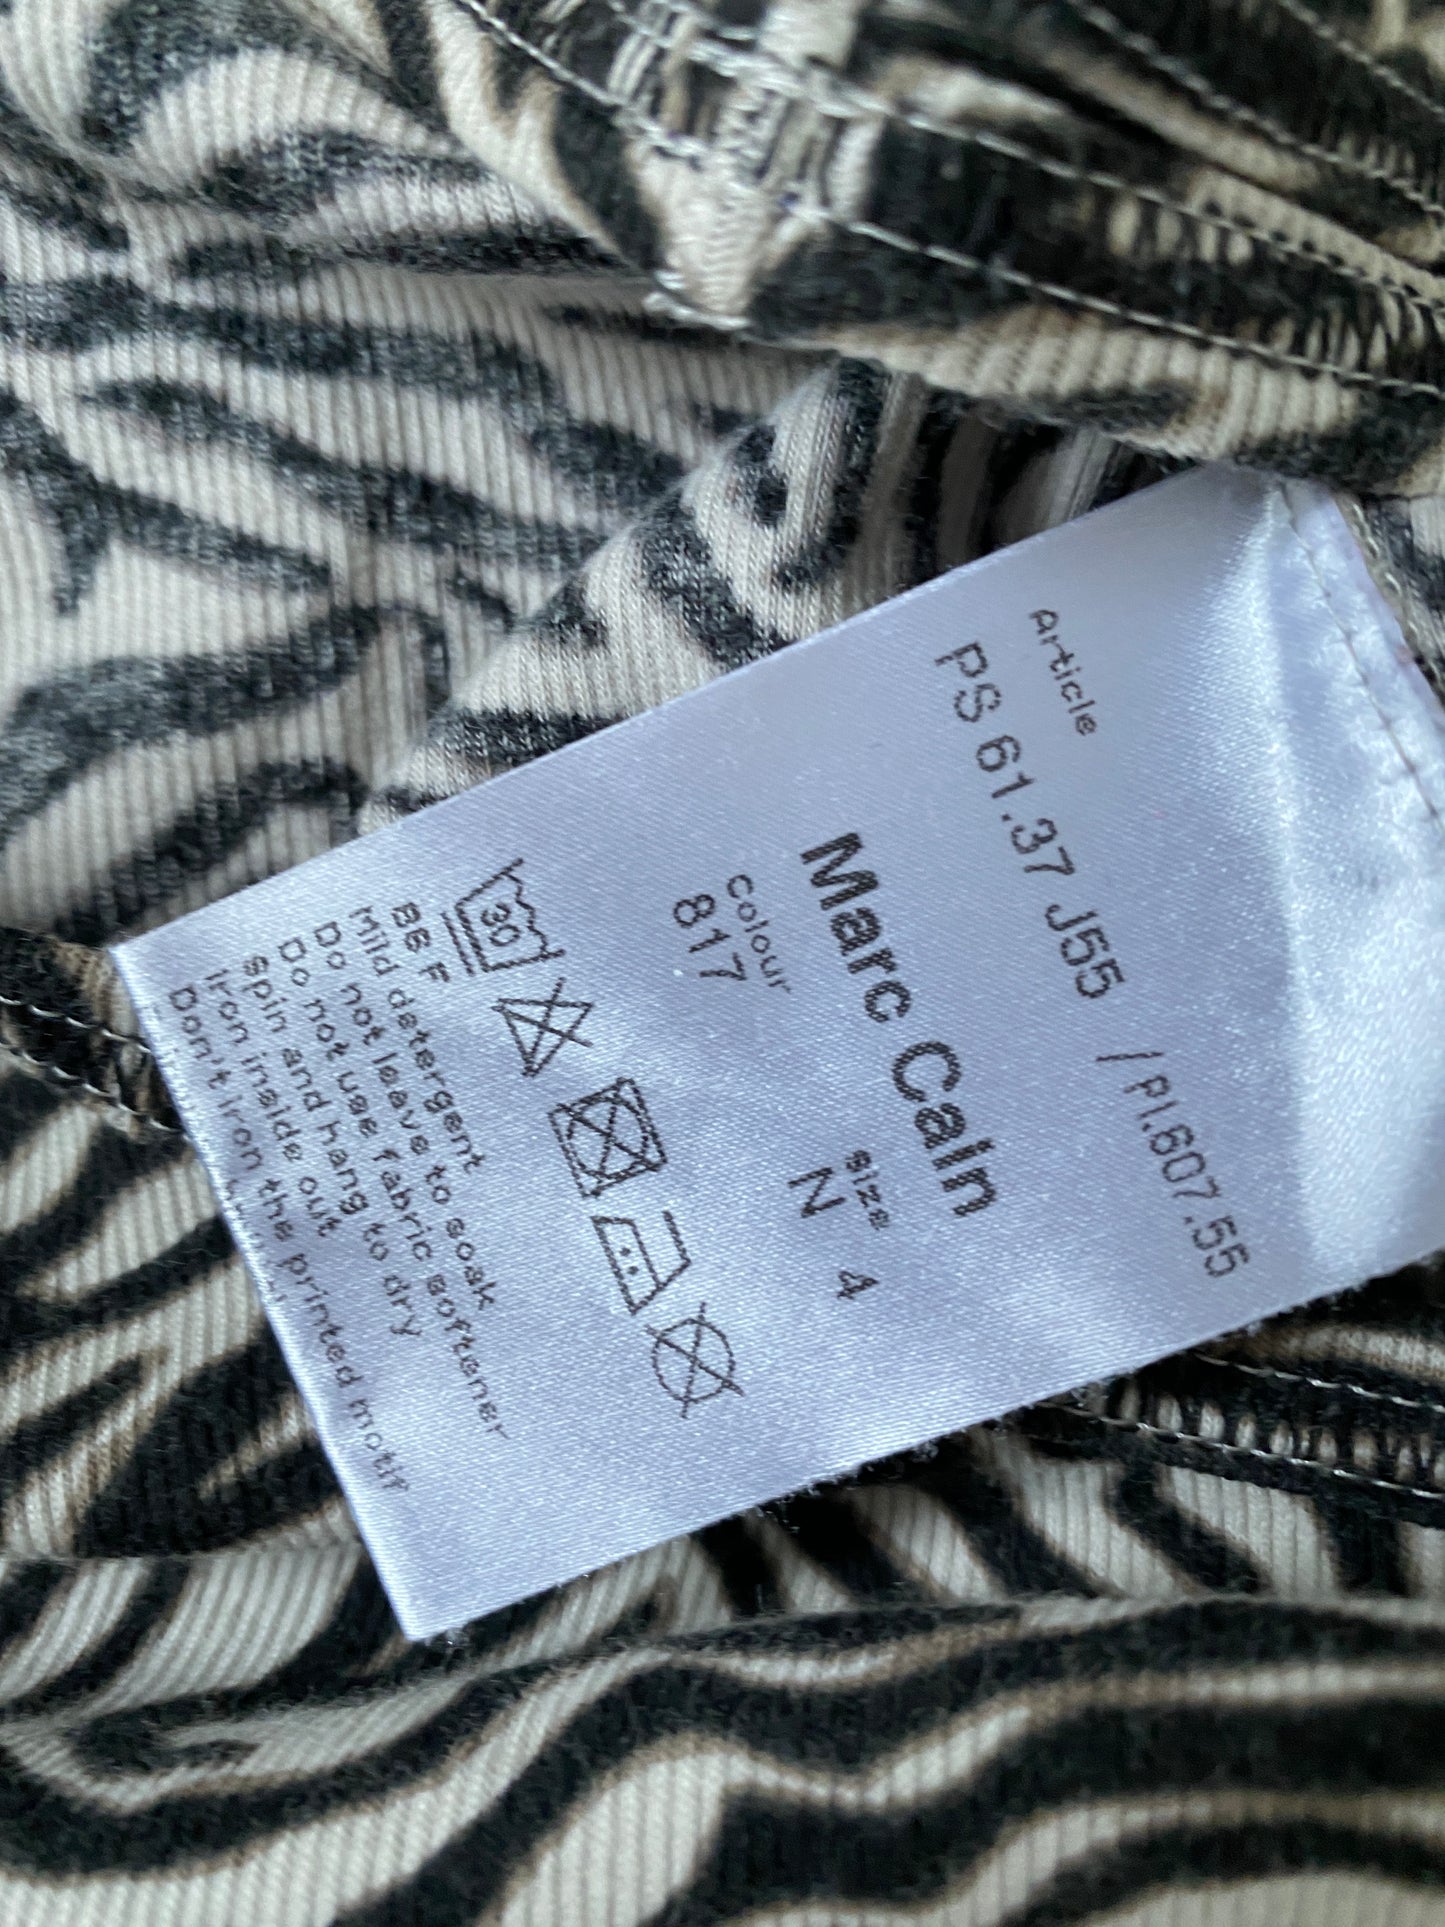 Article
PS 61.37 J55 / PI.607.55
Marc Cain
Colour size
817 N 4
30
86 F
Mild detergent
Do not leave to soak
Do not use fabric softener
Spin and hang to dry
Iron inside out
Don't iron on the printed motif